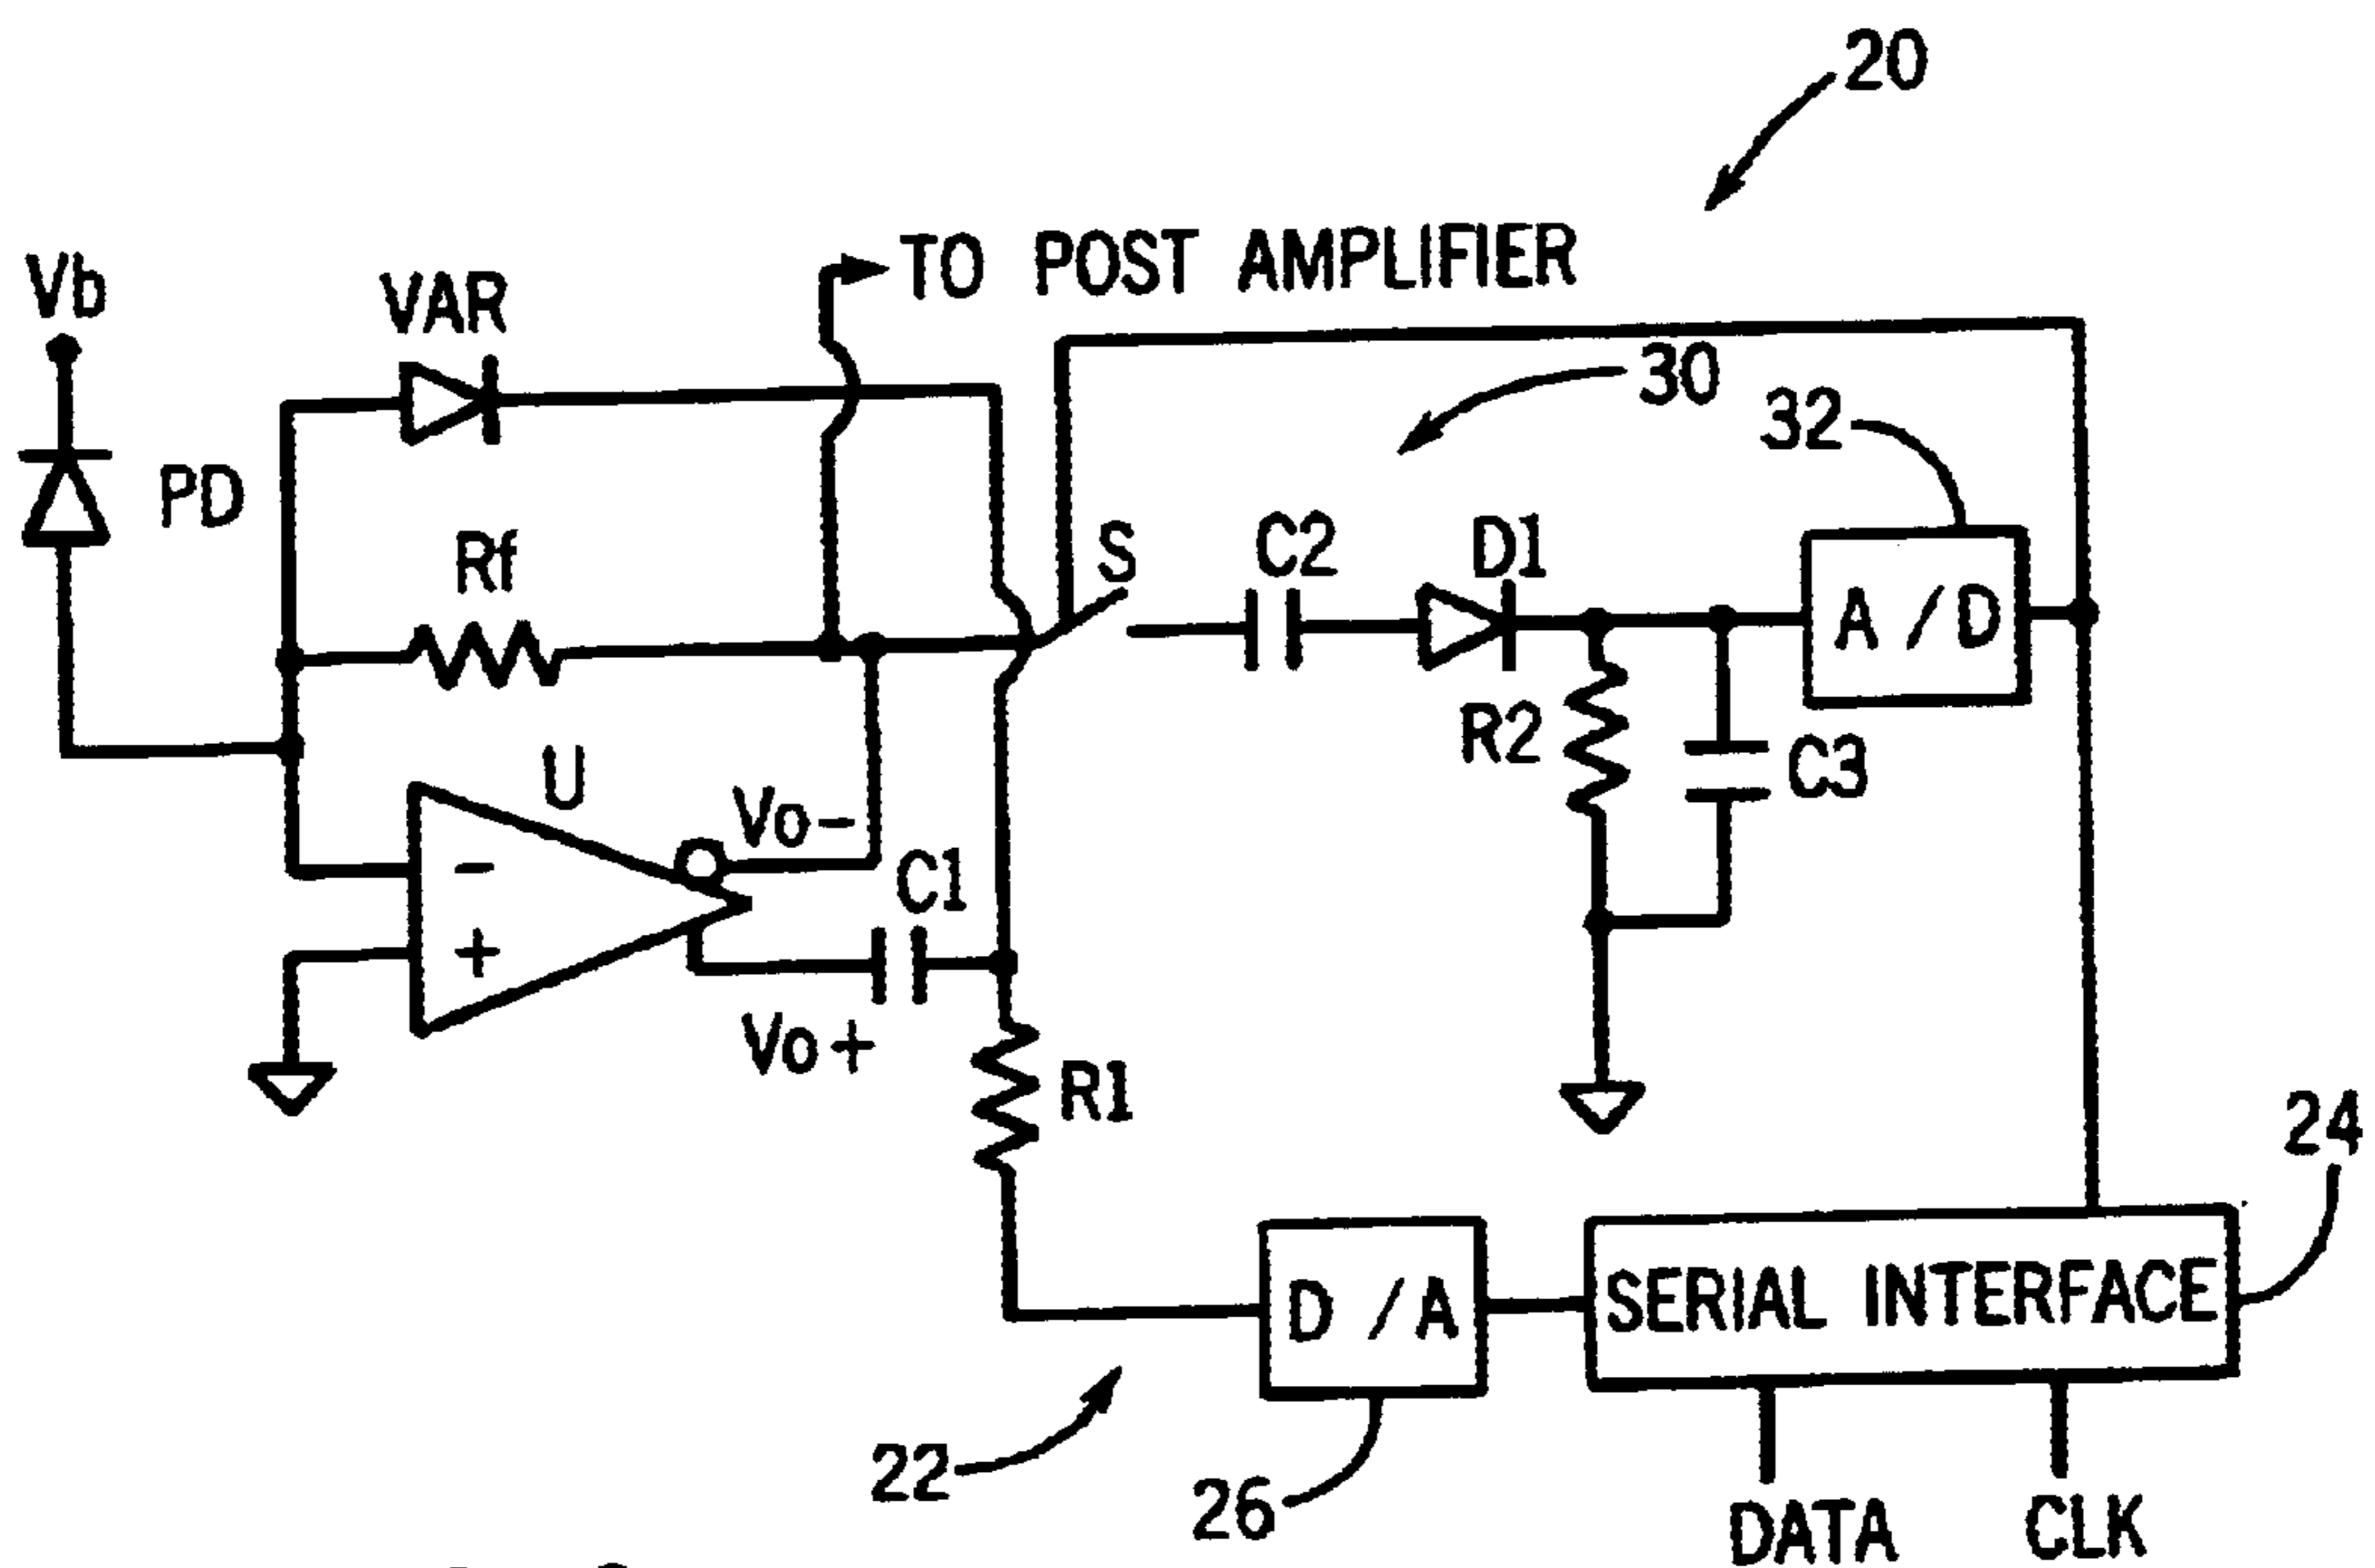 20
TO POST AMPLIFIER
Vb
VAR
30
32
PD
Rf
S
C2
D1
A/D
R2
C3
U
Vo-
C1
-
+
Vo+
R1
24
D/A
SERIAL INTERFACE
22
26
DATA
CLK